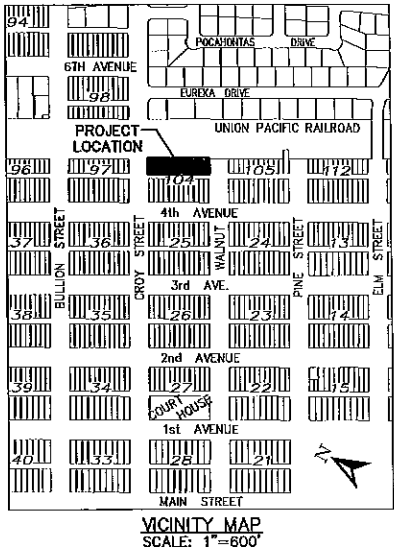 94
POCAHONTAS DRIVE
6TH AVENUE
98
EUREKA DRIVE
PROJECT
LOCATION
UNION PACIFIC RAILROAD
96 97 104 105 112
4th AVENUE
BULLION STREET
CROY STREET
WALNUT
PINE STREET
ELM STREET
37 36 25 24 13
3rd AVE.
38 35 26 23 14
2nd AVENUE
39 34 27 22 15
COURT HOUSE
1st AVENUE
40 33 28 21
N
MAIN STREET
VICINITY MAP
SCALE: 1"=600'